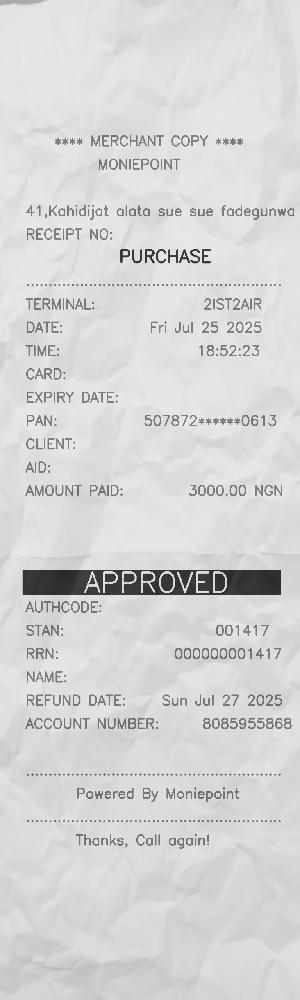 **** MERCHANT COPY ****
MONIEPOINT
41,Kahidijat alata sue sue fadegunwa
RECEIPT NO:
PURCHASE
TERMINAL: 2IST2AIR
DATE: Fri Jul 25 2025
TIME: 18:52:23
CARD:
EXPIRY DATE:
PAN: 507872******0613
CLIENT:
AID:
AMOUNT PAID: 3000.00 NGN
APPROVED
AUTHCODE:
STAN: 001417
RRN: 000000001417
NAME:
REFUND DATE: Sun Jul 27 2025
ACCOUNT NUMBER: 8085955868
Powered By Moniepoint
Thanks, Call again!